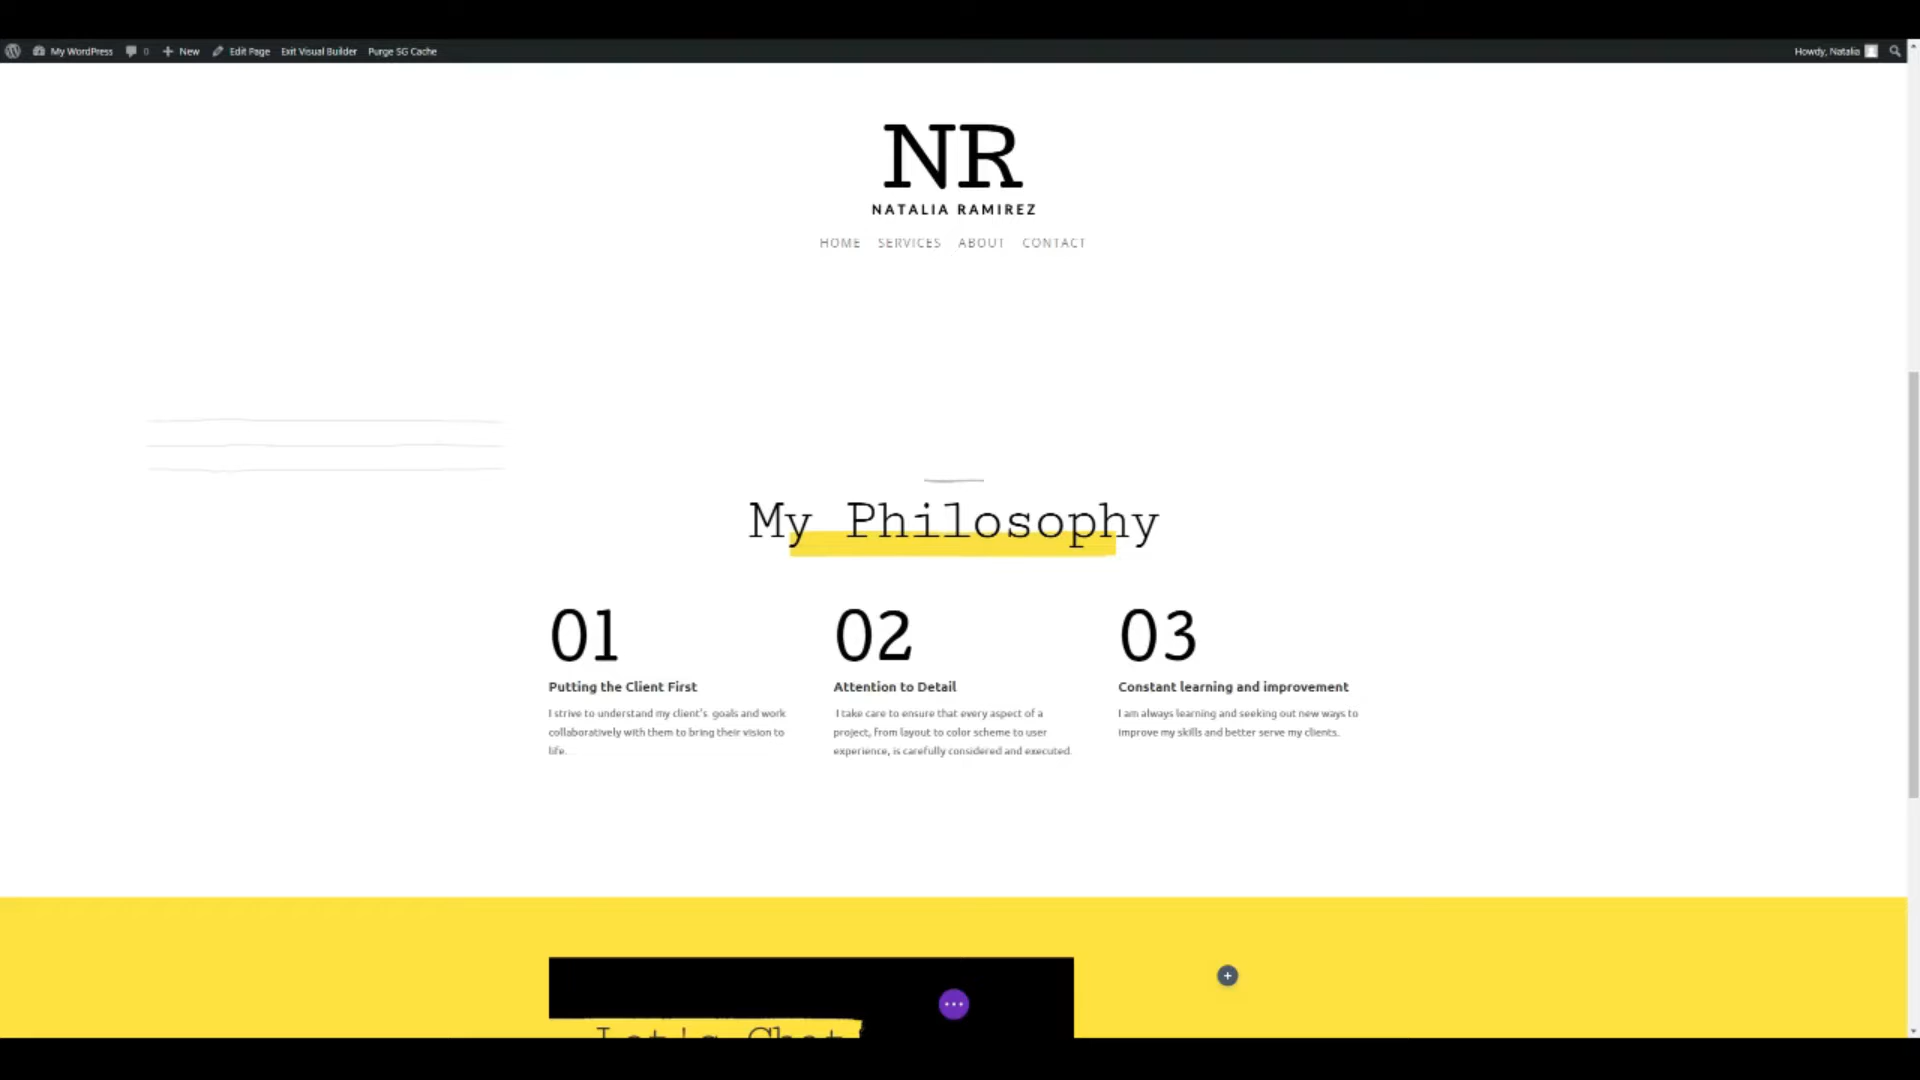 My WordPress 0 New Edit Page Exit Visual Builder Purge SG Cache Howdy, Natalia
NR
NATALIA RAMIREZ
HOME SERVICES ABOUT CONTACT
My Philosophy
01
Putting the Client First
I strive to understand my client's goals and work
collaboratively with them to bring their vision to
life.
02
Attention to Detail
I take care to ensure that every aspect of a
project, from layout to color scheme to user
experience, is carefully considered and executed.
03
Constant learning and improvement
I am always learning and seeking out new ways to
improve my skills and better serve my clients.
Let's Chat